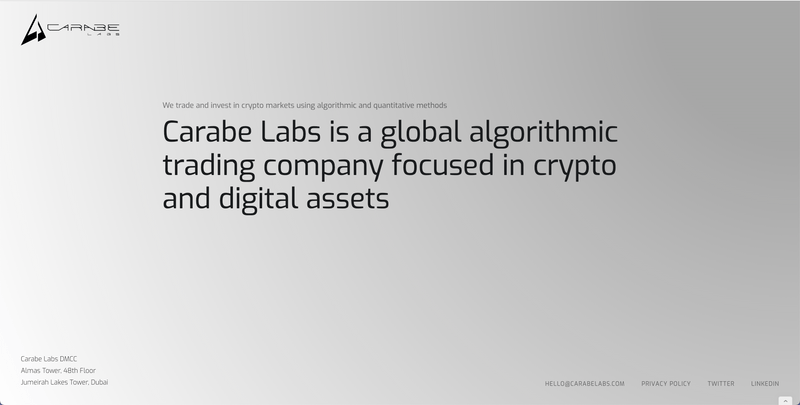 CARABE
LABS
We trade and invest in crypto markets using algorithmic and quantitative methods
Carabe Labs is a global algorithmic
trading company focused in crypto
and digital assets
Carabe Labs DMCC
Almas Tower, 48th Floor
Jumeirah Lakes Tower, Dubai
HELLO@CARABELABS.COM PRIVACY POLICY TWITTER LINKEDIN